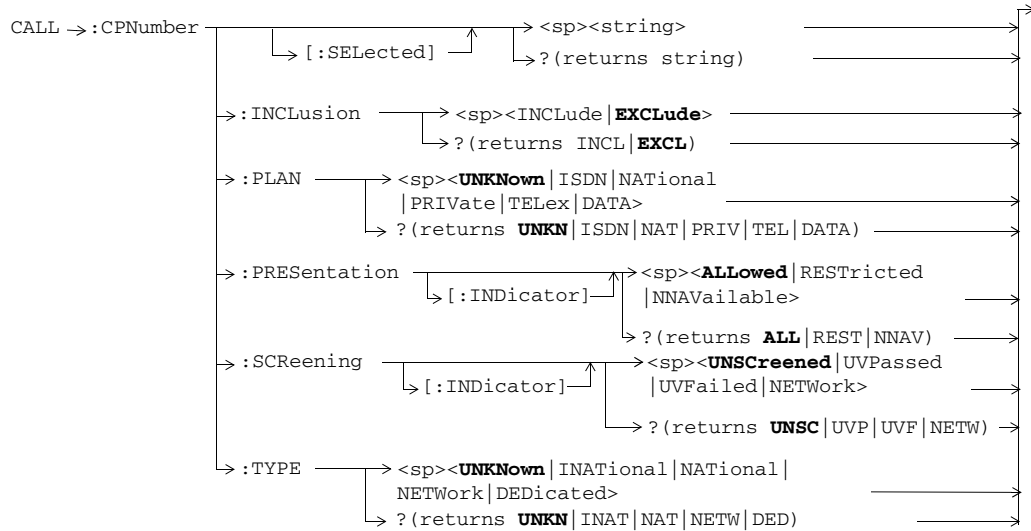 CALL :CPNumber <sp><string>
[:SELected] ?(returns string)
:INCLusion <sp><INCLude|EXCLude>
?(returns INCL|EXCL)
:PLAN <sp><UNKNown|ISDN|NATional
|PRIVate|TELex|DATA>
?(returns UNKN|ISDN|NAT|PRIV|TEL|DATA)
:PRESentation <sp><ALLowed|RESTricted
[:INDicator] |NNAVailable>
?(returns ALL|REST|NNAV)
:SCReening <sp><UNSCreened|UVPassed
[:INDicator] |UVFailed|NETWork>
?(returns UNSC|UVP|UVF|NETW)
:TYPE <sp><UNKNown|INATional|NATional|
NETWork|DEDicated>
?(returns UNKN|INAT|NAT|NETW|DED)